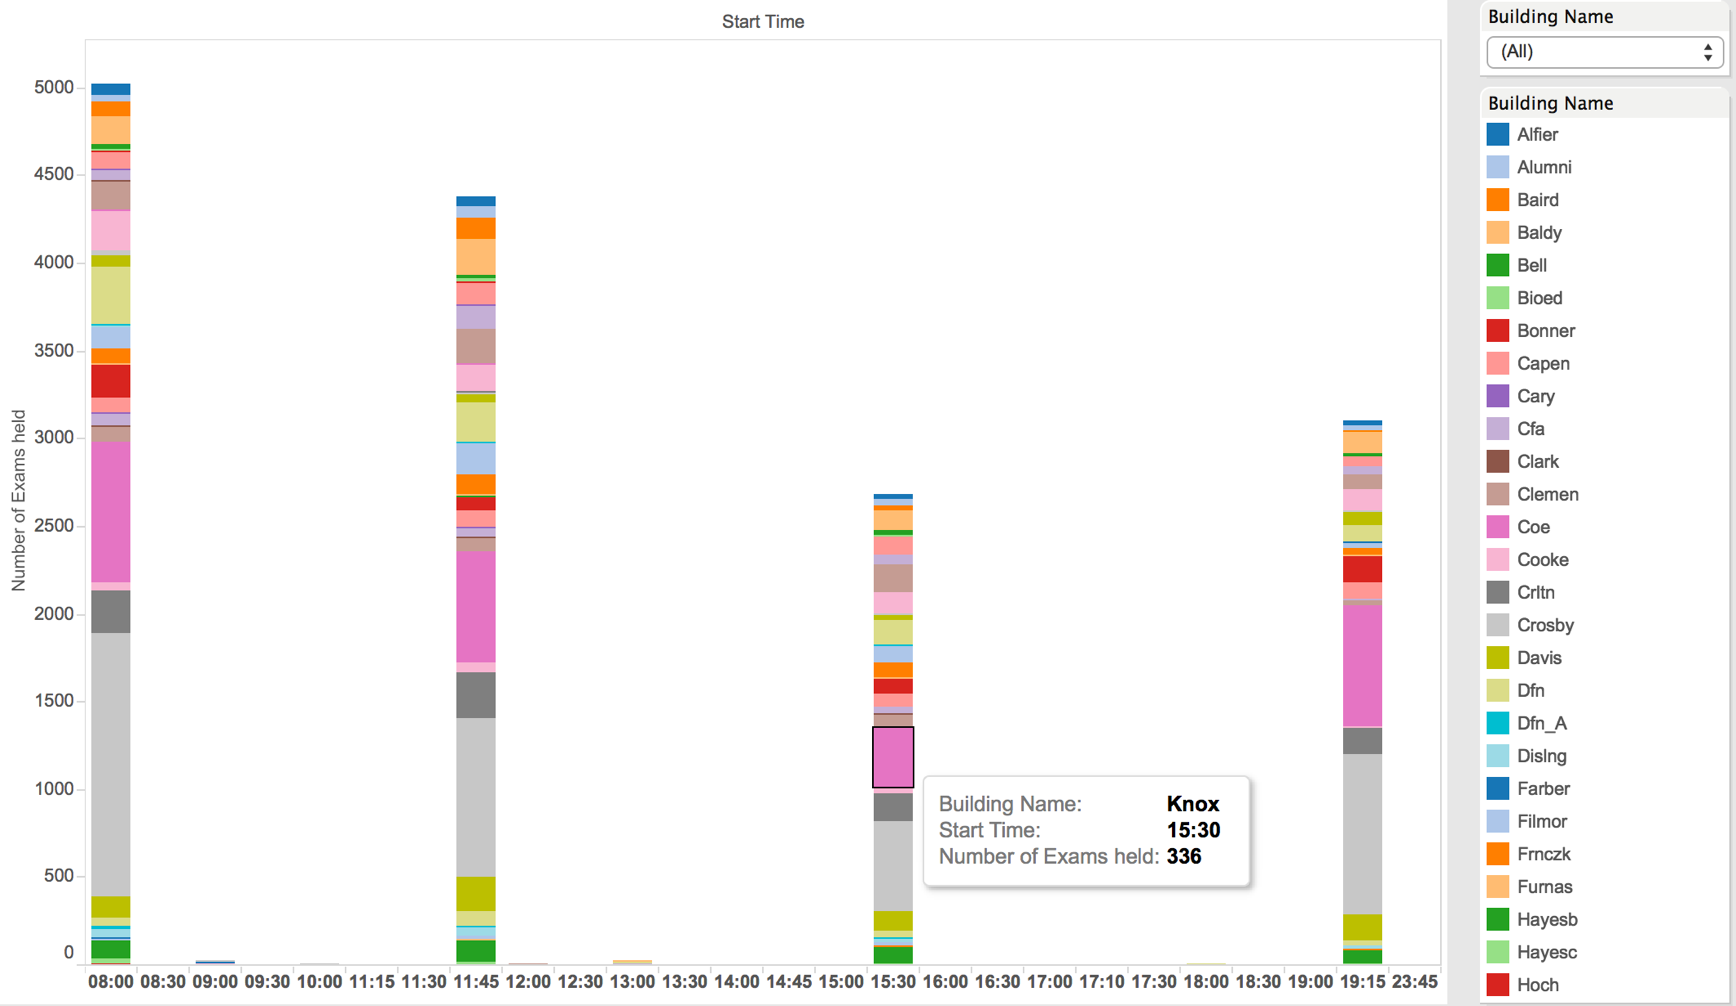 Start Time
Building Name
(All)
Building Name
Alfier
Alumni
Baird
Baldy
Bell
Bioed
Bonner
Capen
Cary
Cfa
Clark
Clemen
Coe
Cooke
Crltn
Crosby
Davis
Dfn
Dfn_A
Dislng
Farber
Filmor
Frnczk
Furnas
Hayesb
Hayesc
Hoch
Number of Exams held
5000
4500
4000
3500
3000
2500
2000
1500
1000
500
0
Building Name: Knox
Start Time: 15:30
Number of Exams held: 336
08:00 08:30 09:00 09:30 10:00 11:15 11:30 11:45 12:00 12:30 13:00 13:30 14:00 14:45 15:00 15:30 16:00 16:30 17:00 17:10 17:30 18:00 18:30 19:00 19:15 23:45